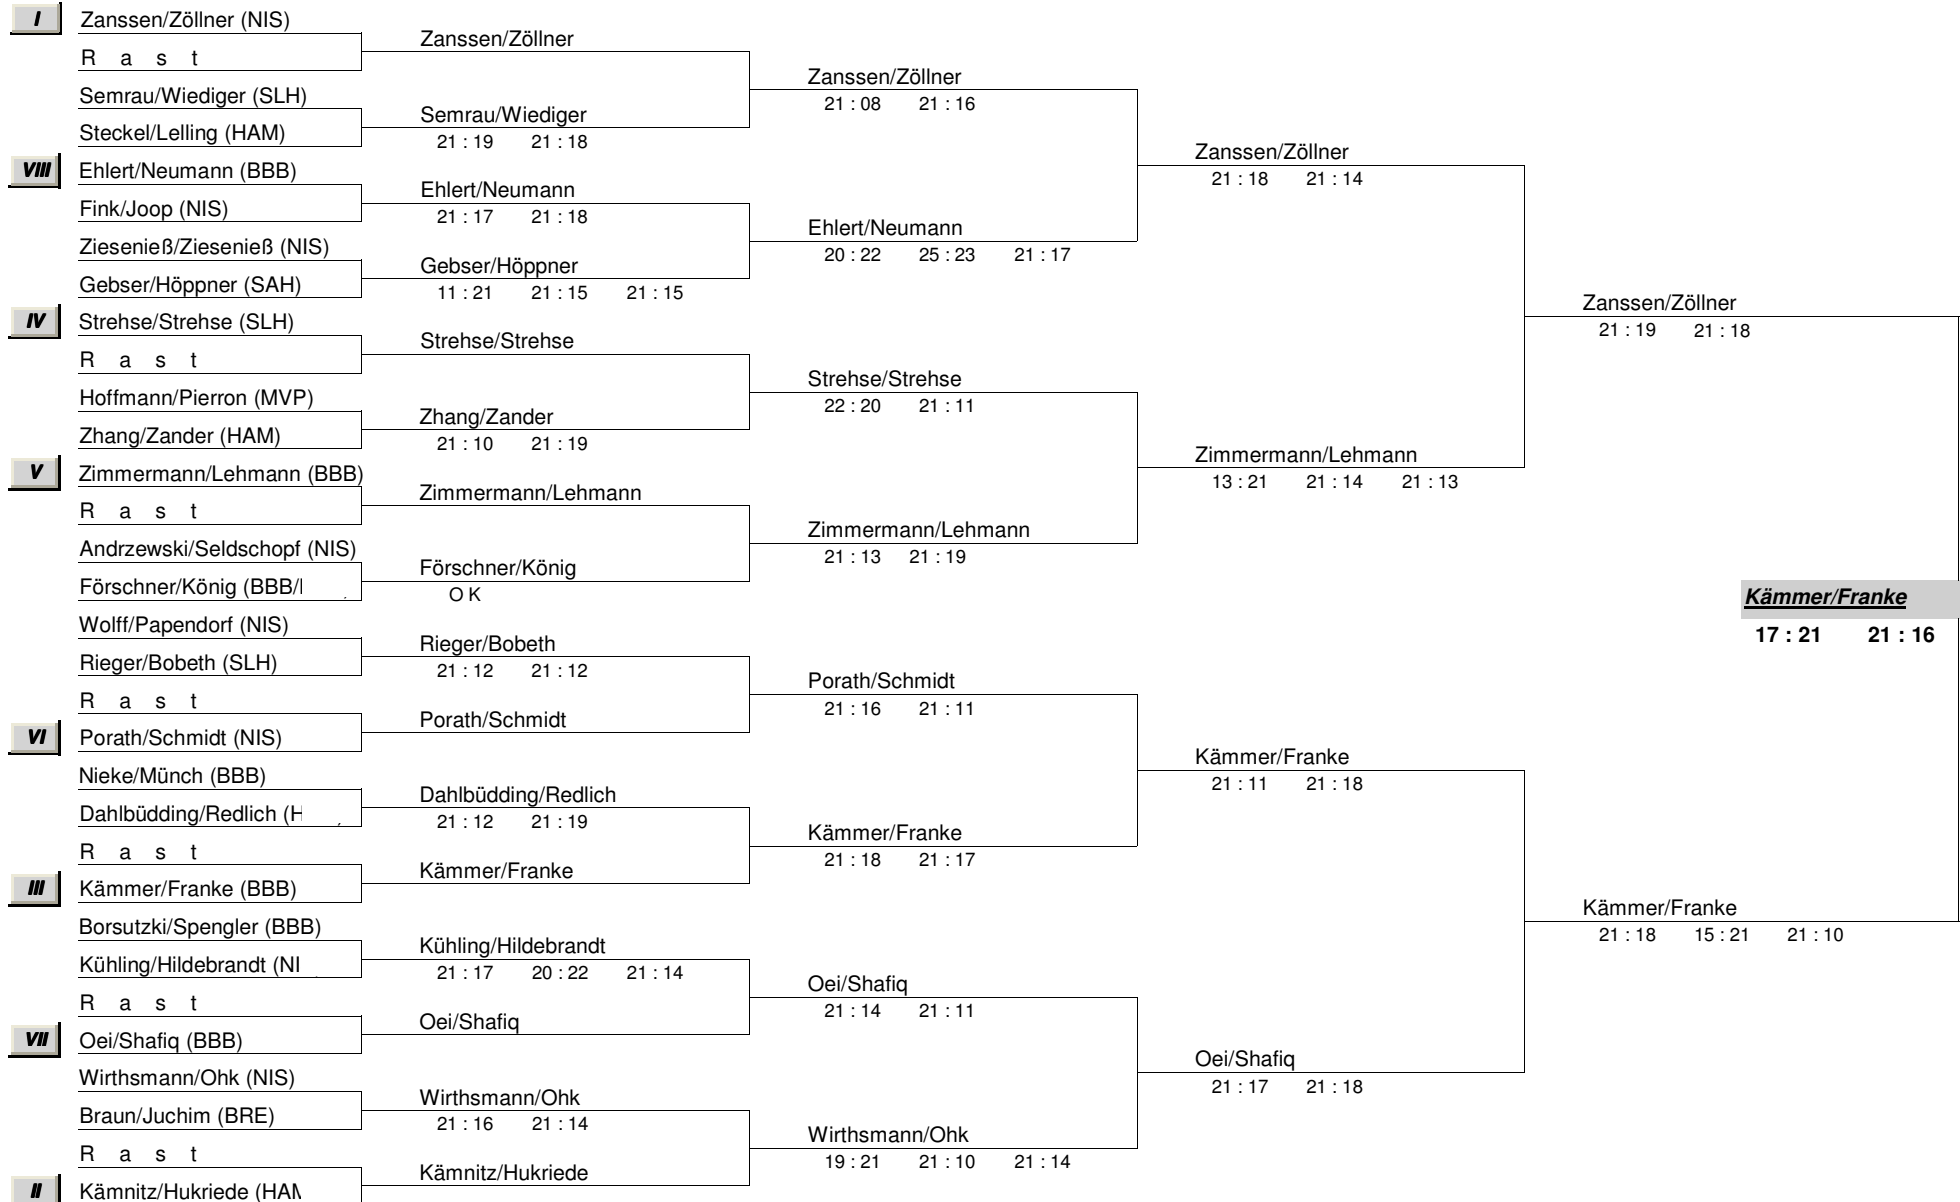 I
Zanssen/Zöllner (NIS)
R a s t
Semrau/Wiediger (SLH)
Steckel/Lelling (HAM)
VIII
Ehlert/Neumann (BBB)
Fink/Joop (NIS)
Ziesenieß/Ziesenieß (NIS)
Gebser/Höppner (SAH)
IV
Strehse/Strehse (SLH)
R a s t
Hoffmann/Pierron (MVP)
Zhang/Zander (HAM)
V
Zimmermann/Lehmann (BBB)
R a s t
Andrzewski/Seldschopf (NIS)
Förschner/König (BBB/
Wolff/Papendorf (NIS)
Rieger/Bobeth (SLH)
R a s t
VI
Porath/Schmidt (NIS)
Nieke/Münch (BBB)
Dahlbüdding/Redlich (H
R a s t
III
Kämmer/Franke (BBB)
Borsutzki/Spengler (BBB)
Kühling/Hildebrandt (NI
R a s t
VII
Oei/Shafiq (BBB)
Wirthsmann/Ohk (NIS)
Braun/Juchim (BRE)
R a s t
II
Kämnitz/Hukriede (HAM
Zanssen/Zöllner
Semrau/Wiediger
21 : 19 21 : 18
Ehlert/Neumann
21 : 17 21 : 18
Gebser/Höppner
11 : 21 21 : 15 21 : 15
Strehse/Strehse
Zhang/Zander
21 : 10 21 : 19
Zimmermann/Lehmann
Förschner/König
O K
Rieger/Bobeth
21 : 12 21 : 12
Porath/Schmidt
Dahlbüdding/Redlich
21 : 12 21 : 19
Kämmer/Franke
Kühling/Hildebrandt
21 : 17 20 : 22 21 : 14
Oei/Shafiq
Wirthsmann/Ohk
21 : 16 21 : 14
Kämnitz/Hukriede
Zanssen/Zöllner
21 : 08 21 : 16
Ehlert/Neumann
20 : 22 25 : 23 21 : 17
Strehse/Strehse
22 : 20 21 : 11
Zimmermann/Lehmann
21 : 13 21 : 19
Porath/Schmidt
21 : 16 21 : 11
Kämmer/Franke
21 : 18 21 : 17
Oei/Shafiq
21 : 14 21 : 11
Wirthsmann/Ohk
19 : 21 21 : 10 21 : 14
Zanssen/Zöllner
21 : 18 21 : 14
Zimmermann/Lehmann
13 : 21 21 : 14 21 : 13
Kämmer/Franke
21 : 11 21 : 18
Oei/Shafiq
21 : 17 21 : 18
Zanssen/Zöllner
21 : 19 21 : 18
Kämmer/Franke
21 : 18 15 : 21 21 : 10
Kämmer/Franke
17 : 21 21 : 16